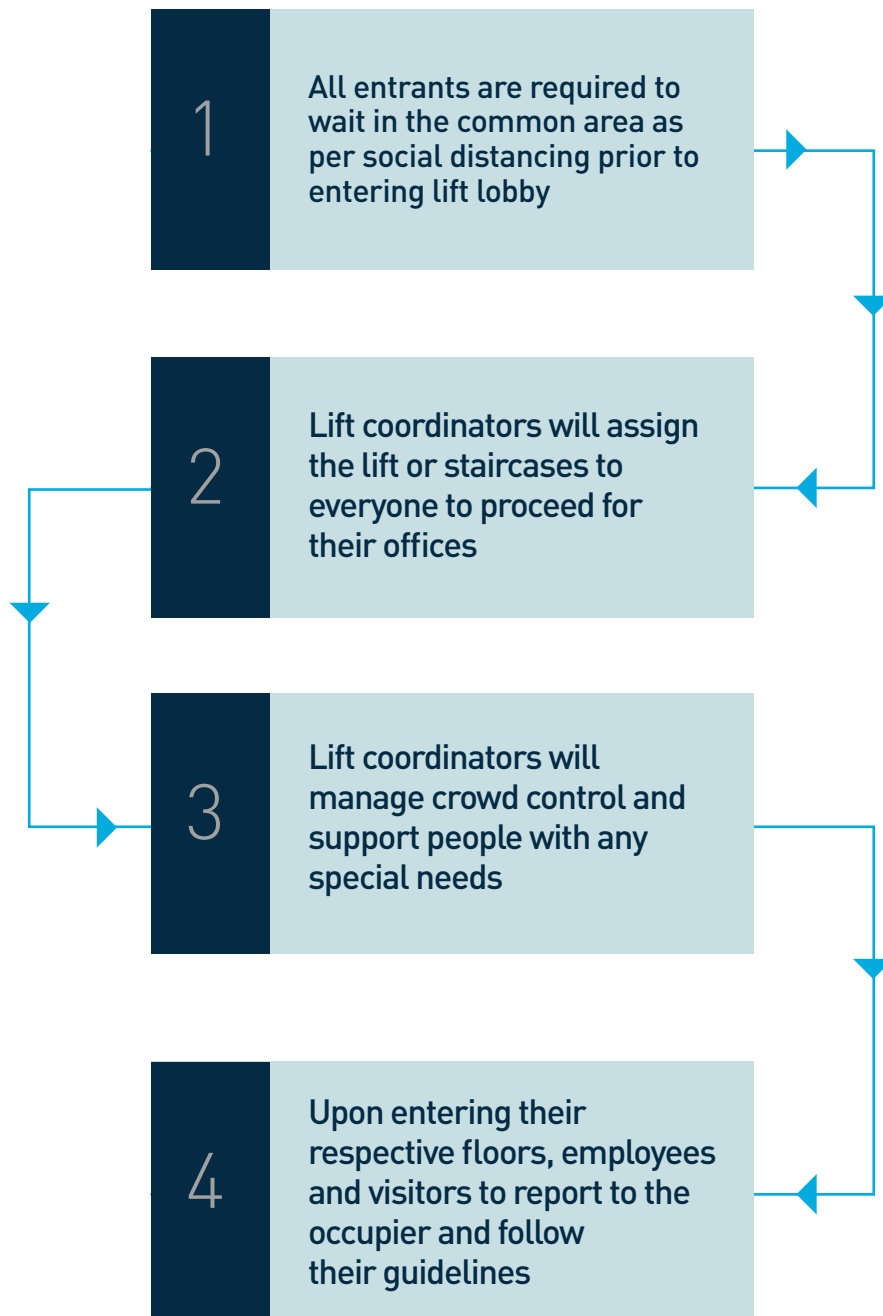 1
All entrants are required to
wait in the common area as
per social distancing prior to
entering lift lobby
2
Lift coordinators will assign
the lift or staircases to
everyone to proceed for
their offices
3
Lift coordinators will
manage crowd control and
support people with any
special needs
4
Upon entering their
respective floors, employees
and visitors to report to the
occupier and follow
their guidelines